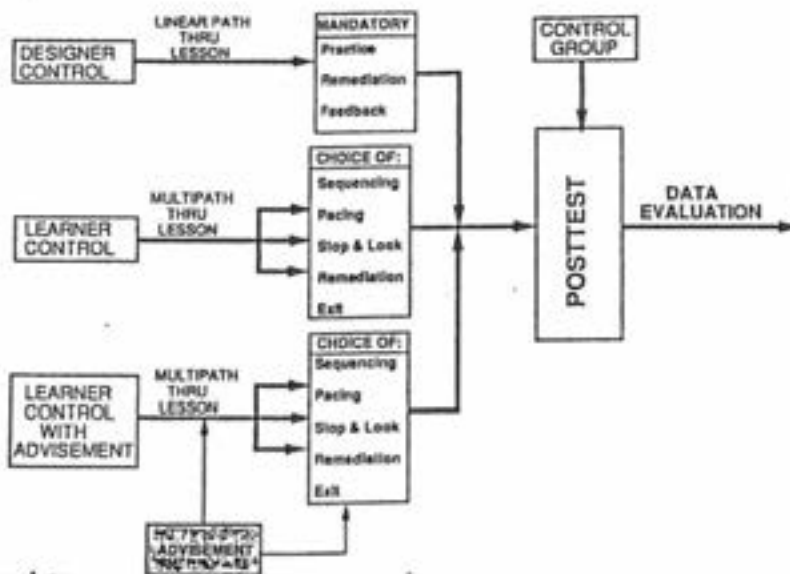 DESIGNER
CONTROL
LINEAR PATH
THRU
LESSON
MANDATORY
Practice
Remediation
Feedback
CONTROL
GROUP
LEARNER
CONTROL
MULTIPATH
THRU
LESSON
CHOICE OF:
Sequencing
Pacing
Stop & Look
Remediation
Exit
POSTTEST
DATA
EVALUATION
LEARNER
CONTROL
WITH
ADVISEMENT
MULTIPATH
THRU
LESSON
CHOICE OF:
Sequencing
Pacing
Stop & Look
Remediation
Exit
ADVISEMENT